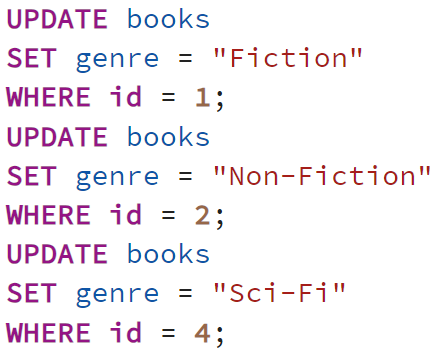 UPDATE books
SET genre = "Fiction"
WHERE id = 1;
UPDATE books
SET genre = "Non-Fiction"
WHERE id = 2;
UPDATE books
SET genre = "Sci-Fi"
WHERE id = 4;